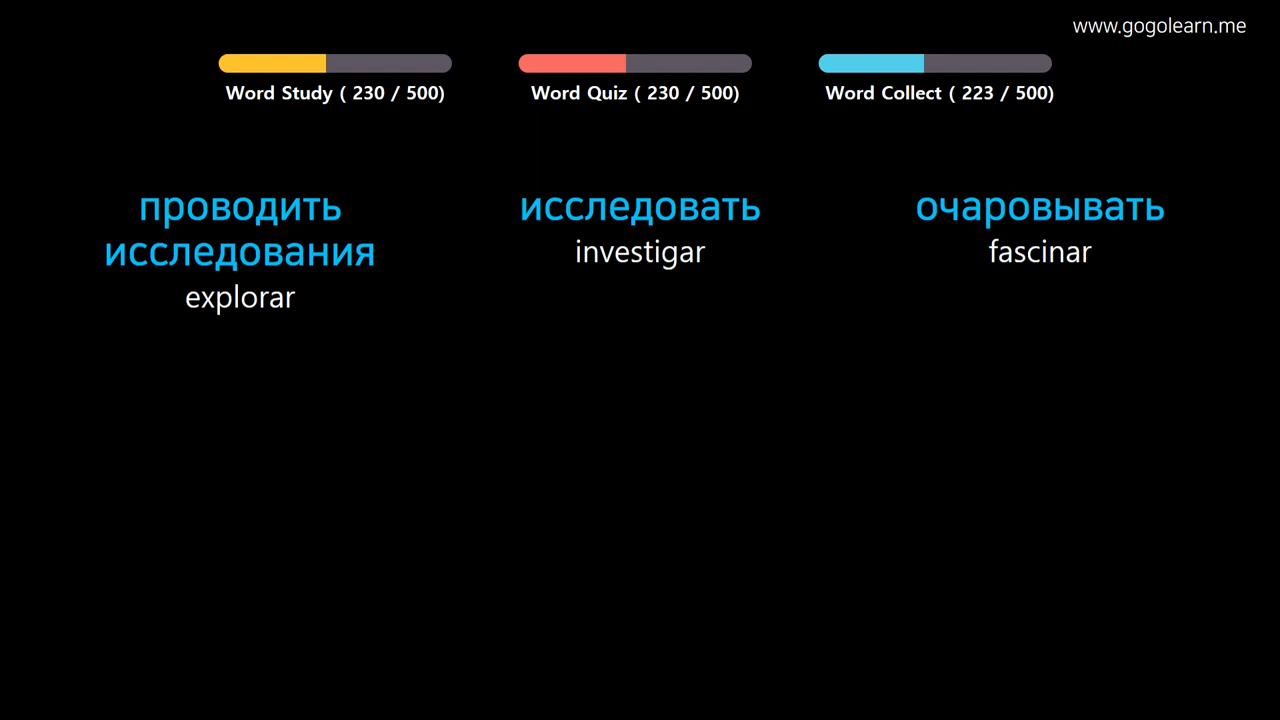 www.gogolearn.me
Word Study ( 230 / 500)
Word Quiz ( 230 / 500)
Word Collect ( 223 / 500)
проводить
исследования
explorar
исследовать
investigar
очаровывать
fascinar